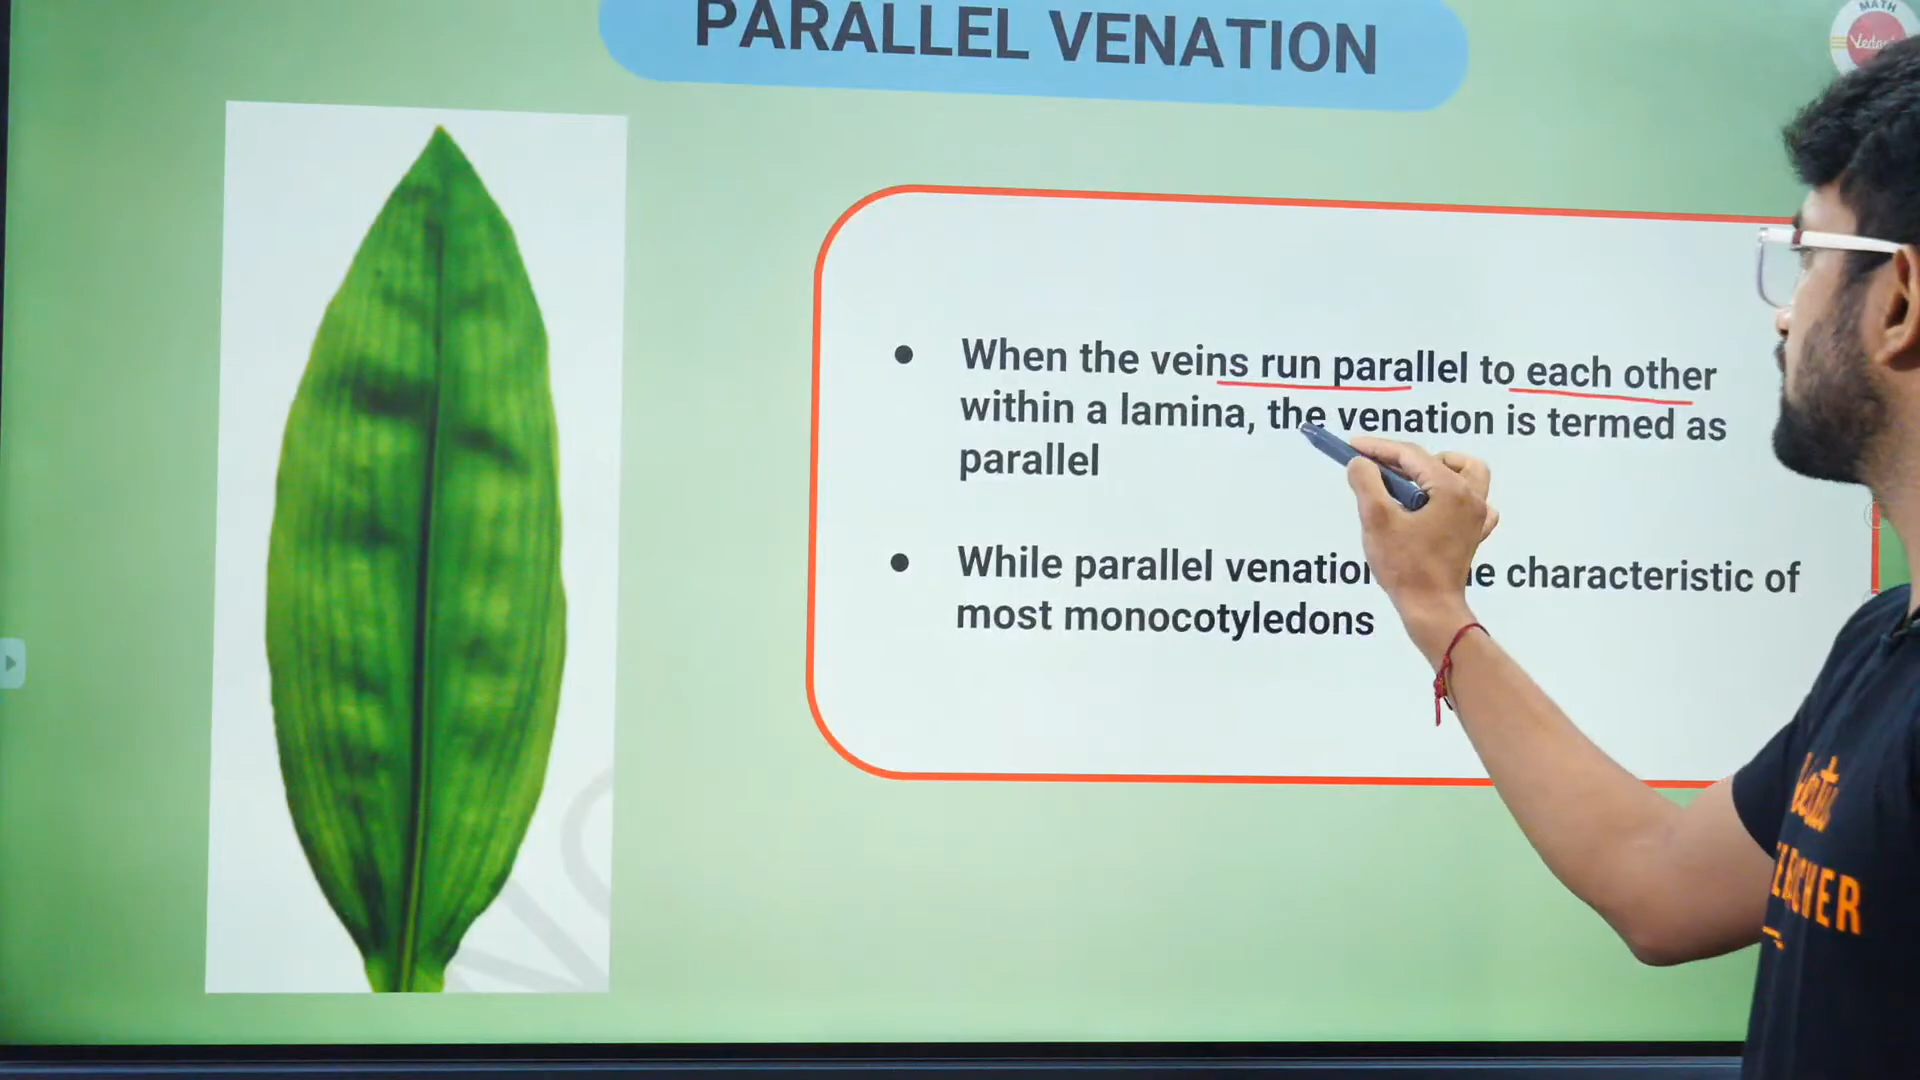 PARALLEL VENATION
MATH
When the veins run parallel to each other
within a lamina, the venation is termed as
parallel
While parallel venation characteristic of
most monocotyledons